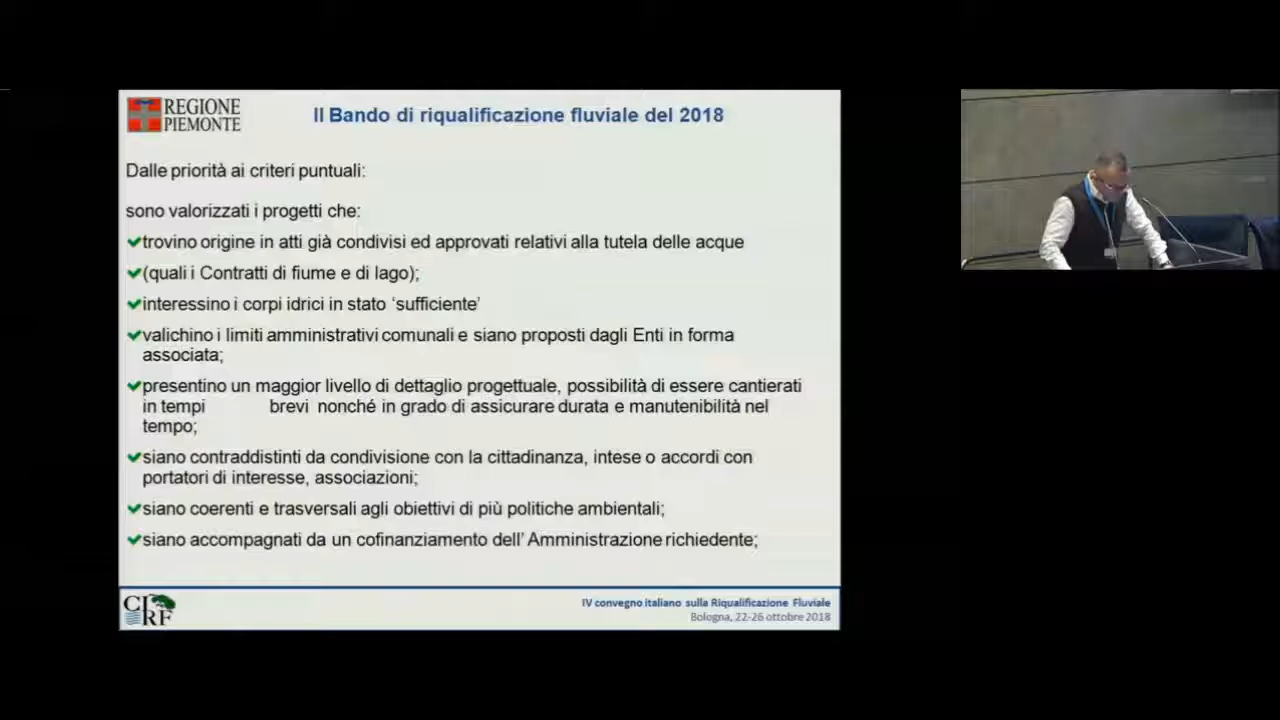 REGIONE
PIEMONTE
Il Bando di riqualificazione fluviale del 2018
Dalle priorità ai criteri puntuali:
sono valorizzati i progetti che:
trovino origine in atti già condivisi ed approvati relativi alla tutela delle acque
(quali i Contratti di fiume e di lago);
interessino i corpi idrici in stato ‘sufficiente’
valichino i limiti amministrativi comunali e siano proposti dagli Enti in forma
associata;
presentino un maggior livello di dettaglio progettuale, possibilità di essere cantierati
in tempi brevi nonché in grado di assicurare durata e manutenibilità nel
tempo;
siano contraddistinti da condivisione con la cittadinanza, intese o accordi con
portatori di interesse, associazioni;
siano coerenti e trasversali agli obiettivi di più politiche ambientali;
siano accompagnati da un cofinanziamento dell’ Amministrazione richiedente;
CIRF
IV convegno italiano sulla Riqualificazione Fluviale
Bologna, 22-26 ottobre 2018